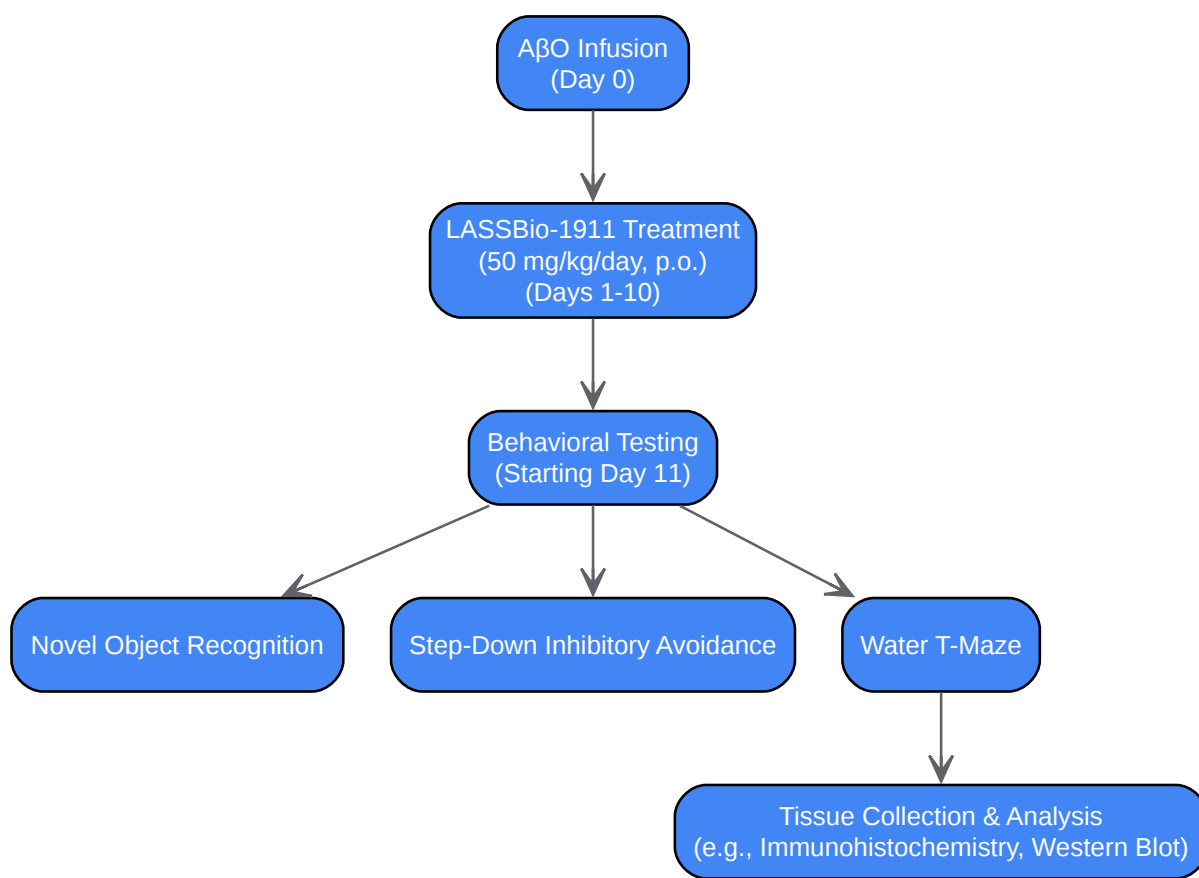 AβO Infusion
(Day 0)
LASSBio-1911 Treatment
(50 mg/kg/day, p.o.)
(Days 1-10)
Behavioral Testing
(Starting Day 11)
Novel Object Recognition
Step-Down Inhibitory Avoidance
Water T-Maze
Tissue Collection & Analysis
(e.g., Immunohistochemistry, Western Blot)